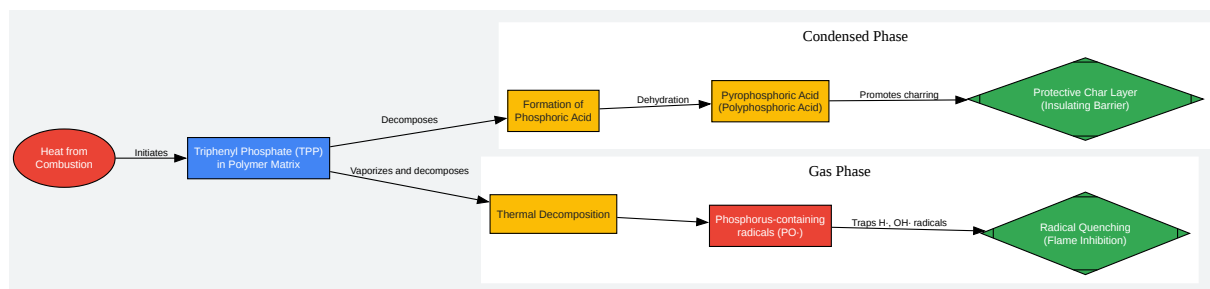 Condensed Phase
Heat from
Combustion
Initiates
Triphenyl Phosphate (TPP)
in Polymer Matrix
Decomposes
Formation of
Phosphoric Acid
Dehydration
Pyrophosphoric Acid
(Polyphosphoric Acid)
Promotes charring
Protective Char Layer
(Insulating Barrier)
Gas Phase
Vaporizes and decomposes
Thermal Decomposition
Phosphorus-containing
radicals (PO·)
Traps H·, OH· radicals
Radical Quenching
(Flame Inhibition)